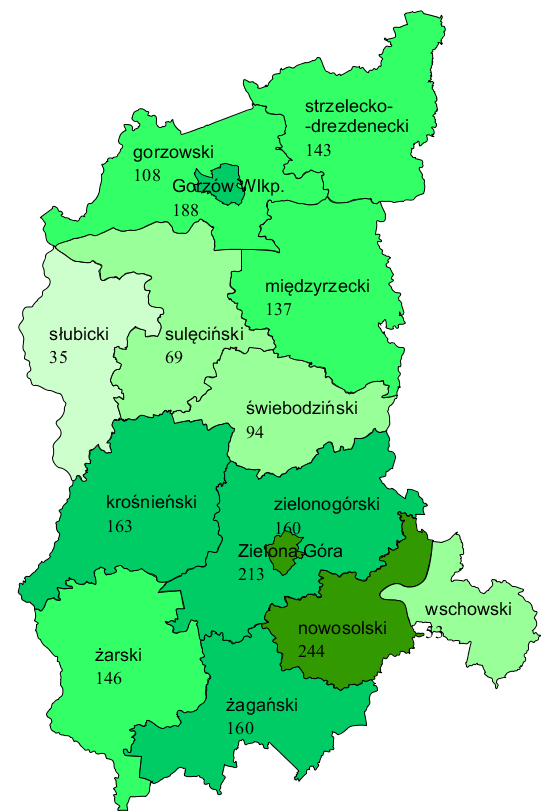 strzelecko-
-drezdenecki
143
gorzowski
108
Gorzów Wlkp.
188
międzyrzecki
137
słubicki
35
sulęciński
69
świebodziński
94
krośnieński
163
zielonogórski
160
Zielona Góra
213
wschowski
53
nowosolski
244
żarski
146
żagański
160